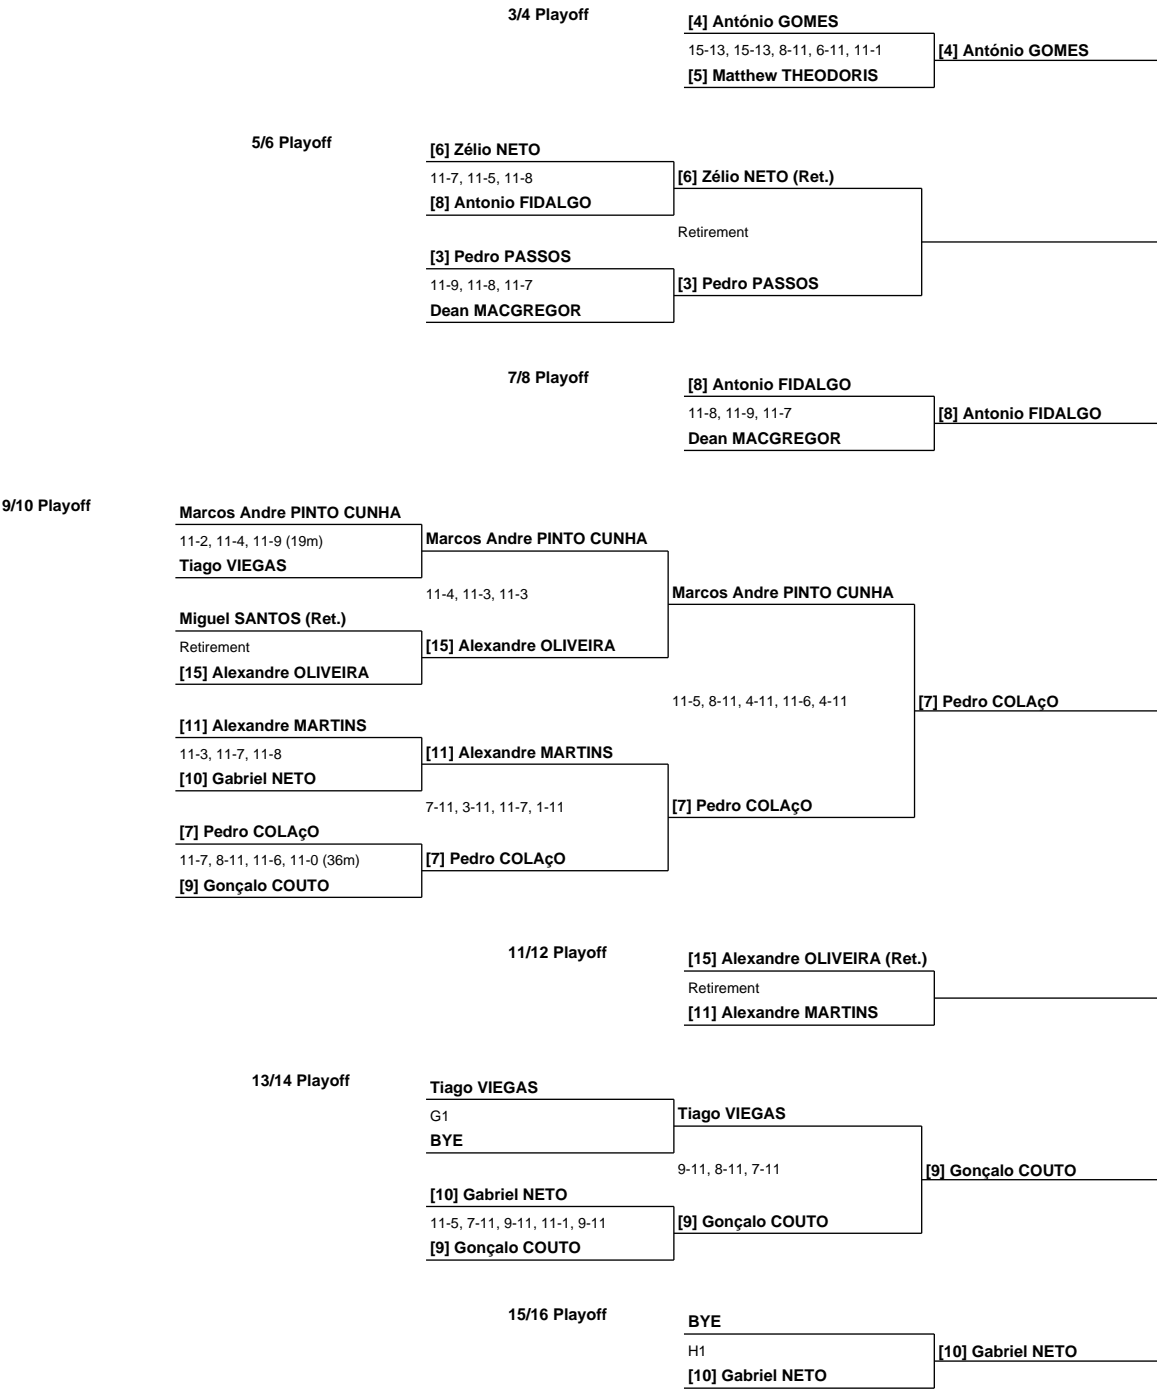 3/4 Playoff
[4] António GOMES
15-13, 15-13, 8-11, 6-11, 11-1
[4] António GOMES
[5] Matthew THEODORIS
5/6 Playoff
[6] Zélio NETO
11-7, 11-5, 11-8
[6] Zélio NETO (Ret.)
[8] Antonio FIDALGO
Retirement
[3] Pedro PASSOS
11-9, 11-8, 11-7
[3] Pedro PASSOS
Dean MACGREGOR
7/8 Playoff
[8] Antonio FIDALGO
11-8, 11-9, 11-7
[8] Antonio FIDALGO
Dean MACGREGOR
9/10 Playoff
Marcos Andre PINTO CUNHA
11-2, 11-4, 11-9 (19m)
Marcos Andre PINTO CUNHA
Tiago VIEGAS
11-4, 11-3, 11-3
Marcos Andre PINTO CUNHA
Miguel SANTOS (Ret.)
Retirement
[15] Alexandre OLIVEIRA
[15] Alexandre OLIVEIRA
11-5, 8-11, 4-11, 11-6, 4-11
[7] Pedro COLAçO
[11] Alexandre MARTINS
11-3, 11-7, 11-8
[11] Alexandre MARTINS
[10] Gabriel NETO
7-11, 3-11, 11-7, 1-11
[7] Pedro COLAçO
[7] Pedro COLAçO
11-7, 8-11, 11-6, 11-0 (36m)
[7] Pedro COLAçO
[9] Gonçalo COUTO
11/12 Playoff
[15] Alexandre OLIVEIRA (Ret.)
Retirement
[11] Alexandre MARTINS
13/14 Playoff
Tiago VIEGAS
G1
Tiago VIEGAS
BYE
9-11, 8-11, 7-11
[9] Gonçalo COUTO
[10] Gabriel NETO
11-5, 7-11, 9-11, 11-1, 9-11
[9] Gonçalo COUTO
[9] Gonçalo COUTO
15/16 Playoff
BYE
H1
[10] Gabriel NETO
[10] Gabriel NETO